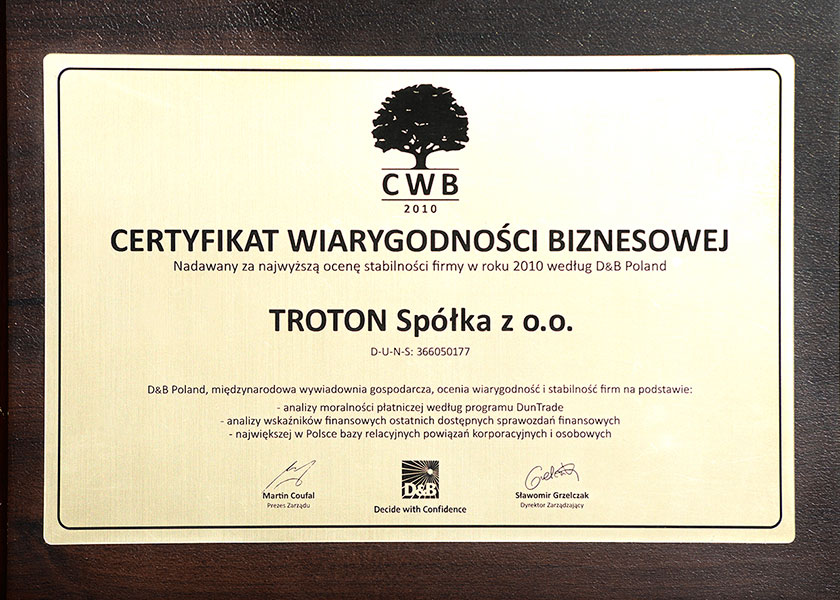 CWB
2010
CERTYFIKAT WIARYGODNOŚCI BIZNESOWEJ
Nadawany za najwyższą ocenę stabilności firmy w roku 2010 według D&B Poland
TROTON Spółka z o.o.
D-U-N-S: 366050177
D&B Poland, międzynarodowa wywiadownia gospodarcza, ocenia wiarygodność i stabilność firm na podstawie:
- analizy moralności płatniczej według programu DunTrade
- analizy wskaźników finansowych ostatnich dostępnych sprawozdań finansowych
- największej w Polsce bazy relacyjnych powiązań korporacyjnych i osobowych
Martin Coufal
Prezes Zarządu
D&B
Decide with Confidence
Sławomir Grzelczak
Dyrektor Zarządzający